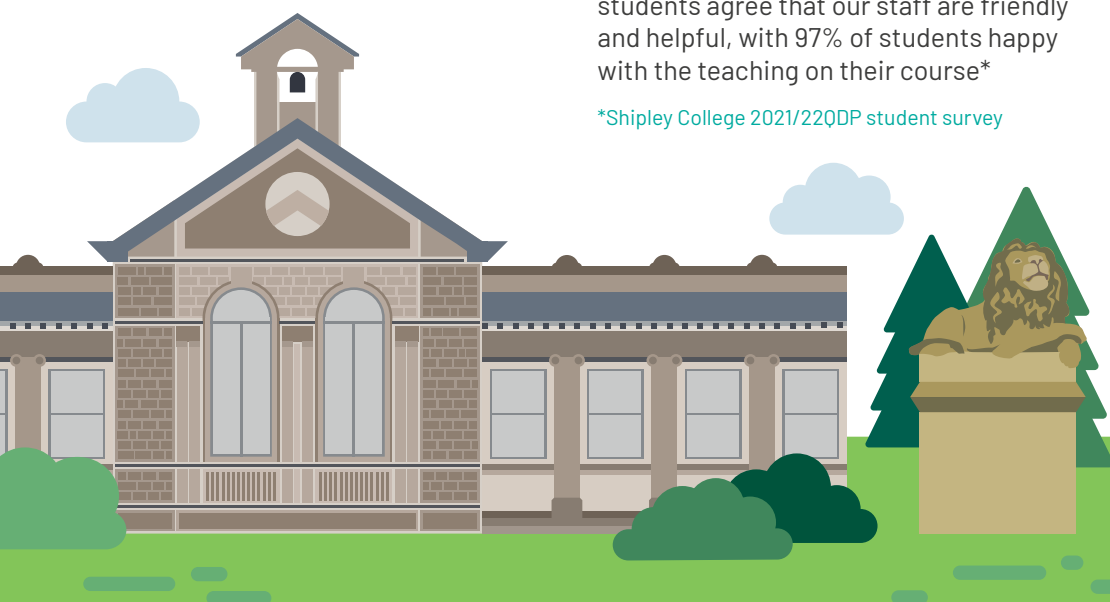 students agree that our staff are friendly
and helpful, with 97% of students happy
with the teaching on their course*
*Shipley College 2021/22QDP student survey